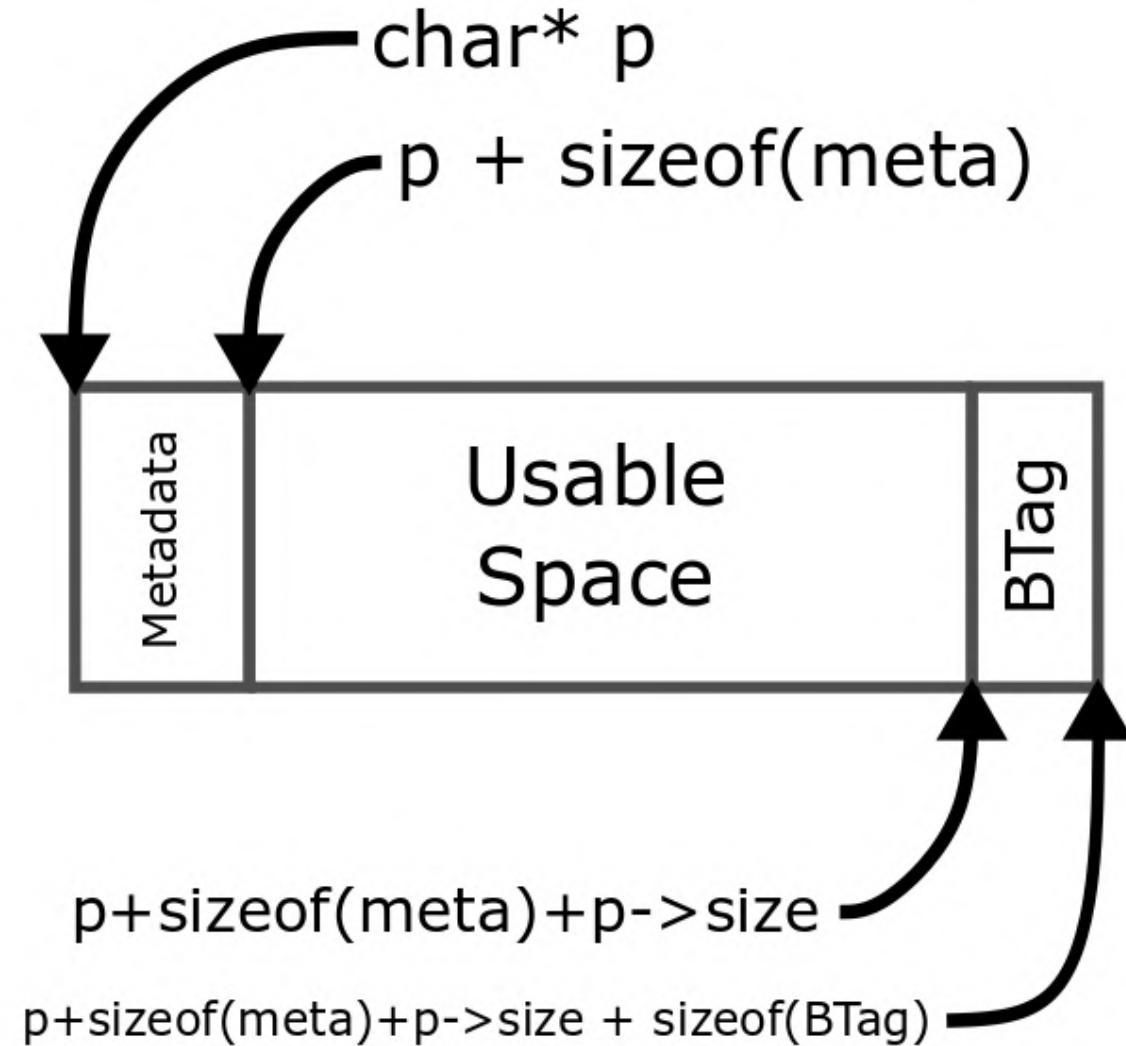 char* p
p + sizeof(meta)
Metadata
Usable
Space
BTag
p+sizeof(meta)+p->size
p+sizeof(meta)+p->size + sizeof(BTag)